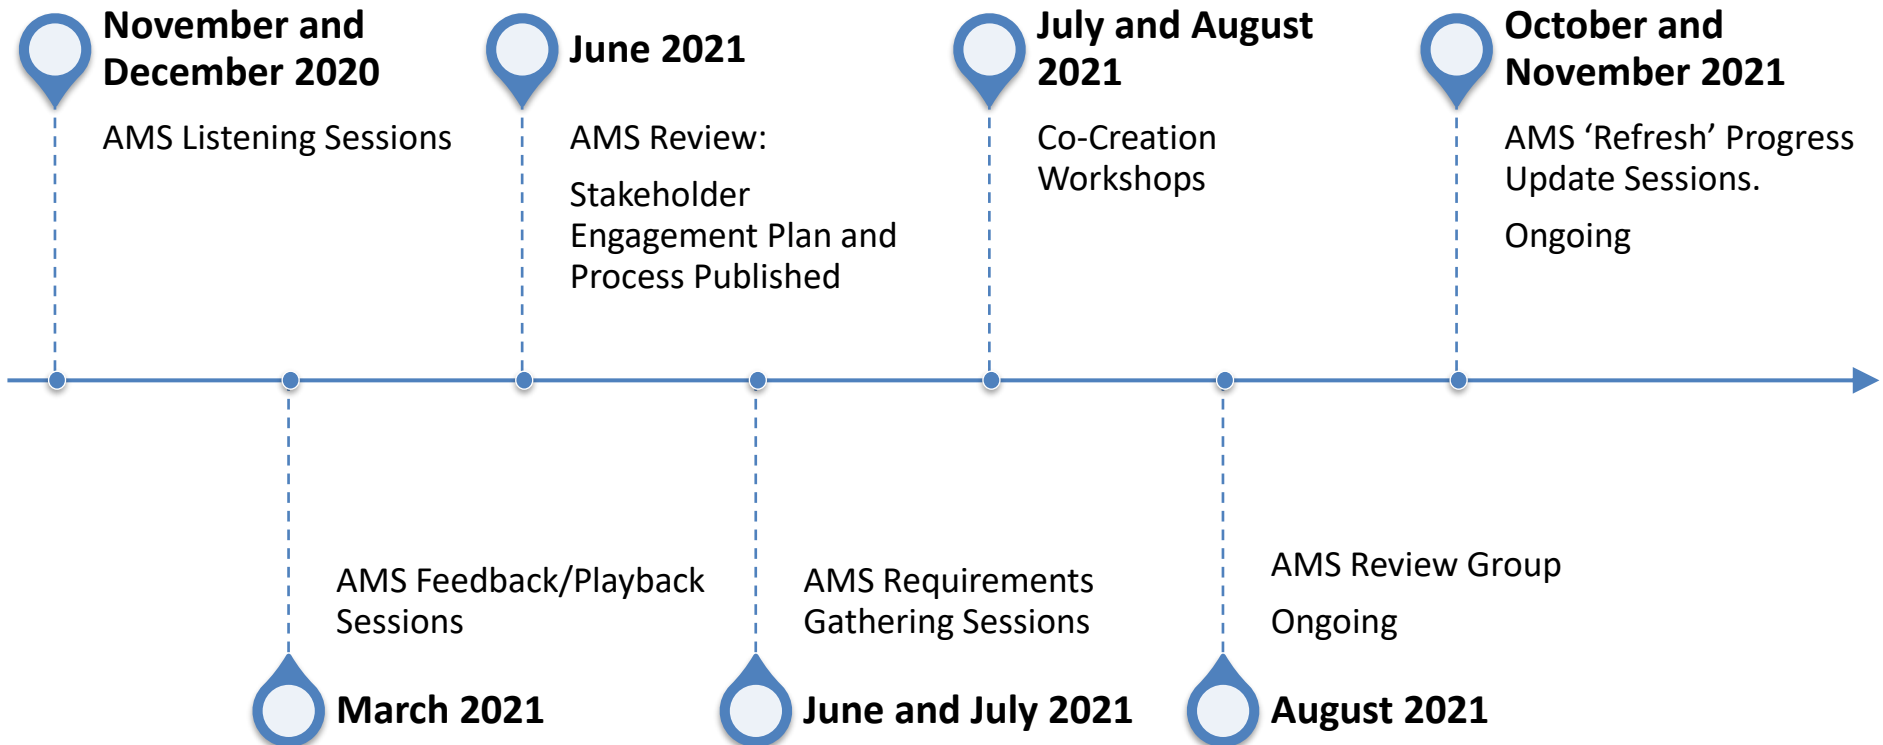 November and
December 2020
AMS Listening Sessions
June 2021
AMS Review:
Stakeholder
Engagement Plan and
Process Published
July and August
2021
Co-Creation
Workshops
October and
November 2021
AMS ‘Refresh’ Progress
Update Sessions.
Ongoing
AMS Feedback/Playback
Sessions
March 2021
AMS Requirements
Gathering Sessions
June and July 2021
AMS Review Group
Ongoing
August 2021